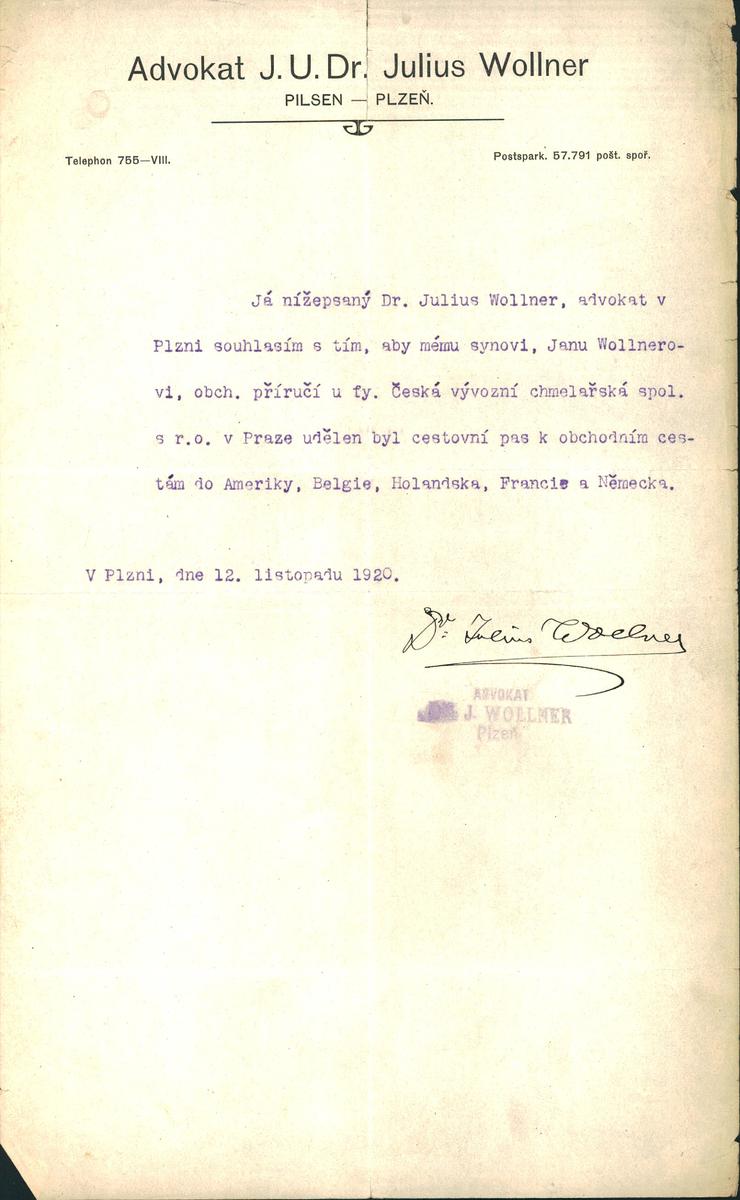 Advokat J. U. Dr. Julius Wollner
PILSEN — PLZEŇ.
Telephon 755—VIII.
Postspark. 57.791 pošt. spoř.
Já nížepsaný Dr. Julius Wollner, advokat v
Plzni souhlasím s tím, aby mému synovi, Janu Wollnero-
vi, obch. příručí u fy. Česká vývozní chmelařská spol.
s r.o. v Praze udělen byl cestovní pas k obchodním ces-
tám do Ameriky, Belgie, Holandska, Francie a Německa.
V Plzni, dne 12. listopadu 1920.
Dr. Julius Wollner
ADVOKAT
DR. J. WOLLNER
Plzeň